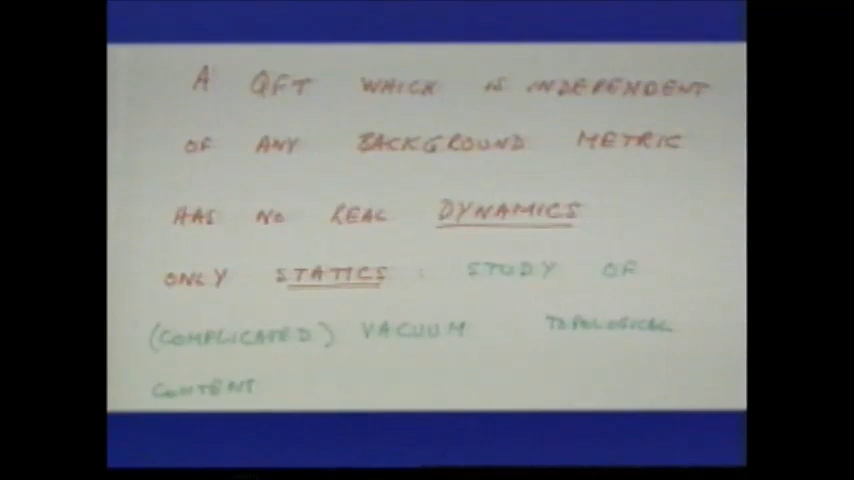 A QFT WHICH IS INDEPENDENT
OF ANY BACKGROUND METRIC
HAS NO REAL DYNAMICS
ONLY STATICS : STUDY OF
(COMPLICATED) VACUUM TOPOLOGICAL
CONTENT